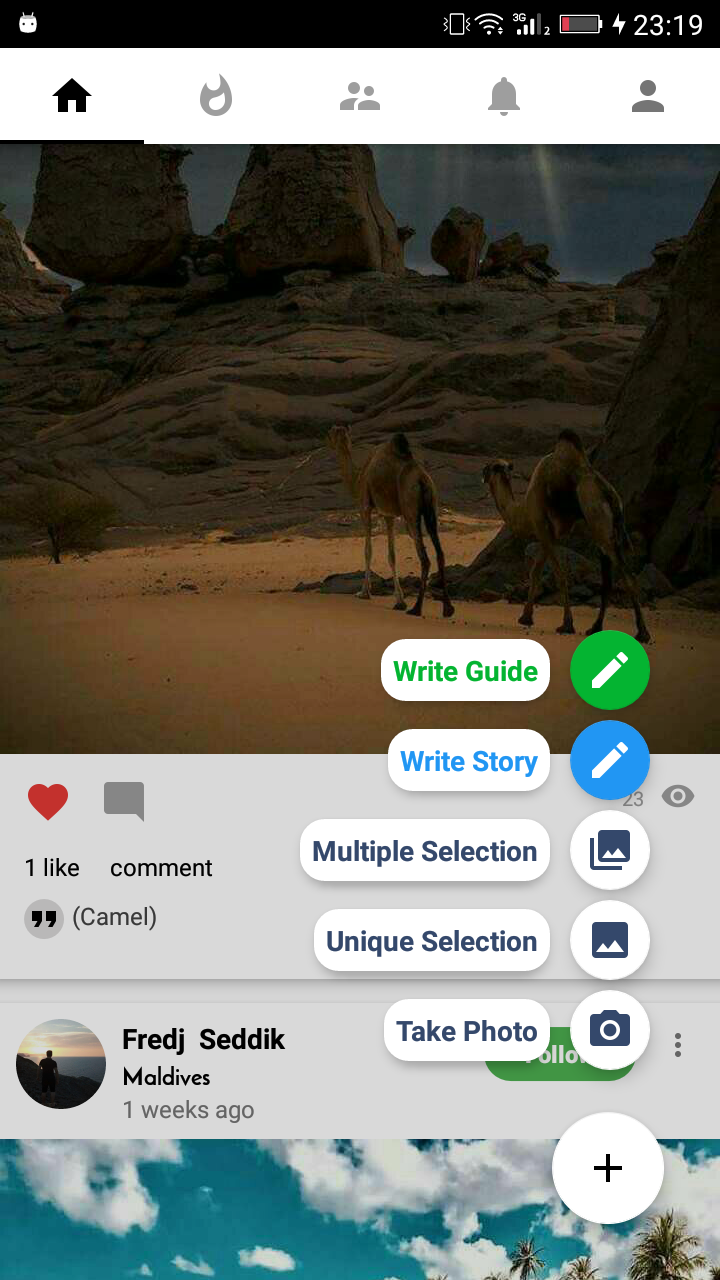 3G
2
23:19
Write Guide
Write Story
23
Multiple Selection
1 like comment
(Camel)
Unique Selection
Fredj Seddik
Take Photo
Follo
Maldives
1 weeks ago